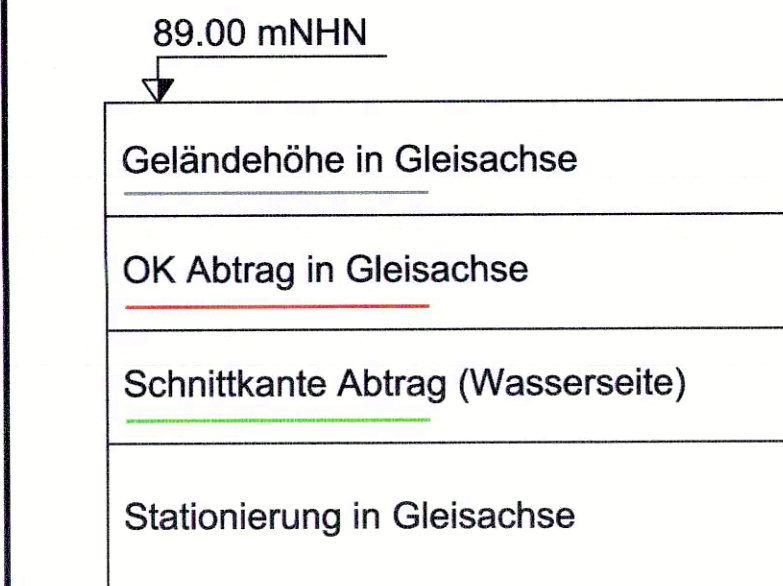 89.00 mNHN
Geländehöhe in Gleisachse
OK Abtrag in Gleisachse
Schnittkante Abtrag (Wasserseite)
Stationierung in Gleisachse